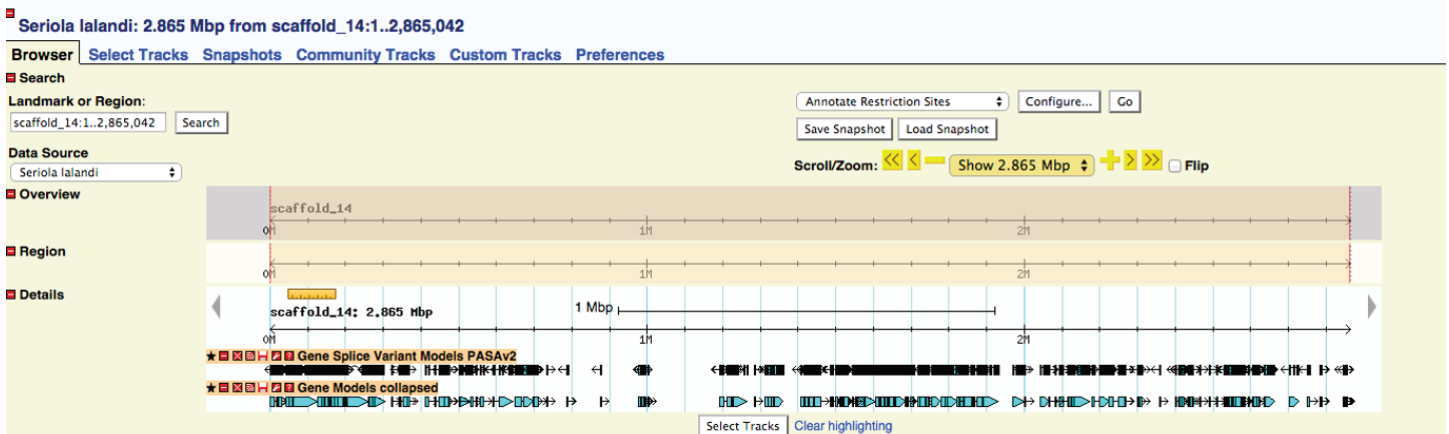 Seriola lalandi: 2.865 Mbp from scaffold_14:1..2,865,042
Browser Select Tracks Snapshots Community Tracks Custom Tracks Preferences
Search
Landmark or Region:
scaffold_14:1..2,865,042 Search
Annotate Restriction Sites Configure... Go
Save Snapshot Load Snapshot
Data Source
Seriola lalandi
Scroll/Zoom: << < Show 2.865 Mbp > >> Flip
Overview
scaffold_14
0M 1M 2M
Region
0M 1M 2M
Details
scaffold_14: 2.865 Mbp 1 Mbp
0M 1M 2M
Gene Splice Variant Models PASAv2
Gene Models collapsed
Select Tracks Clear highlighting